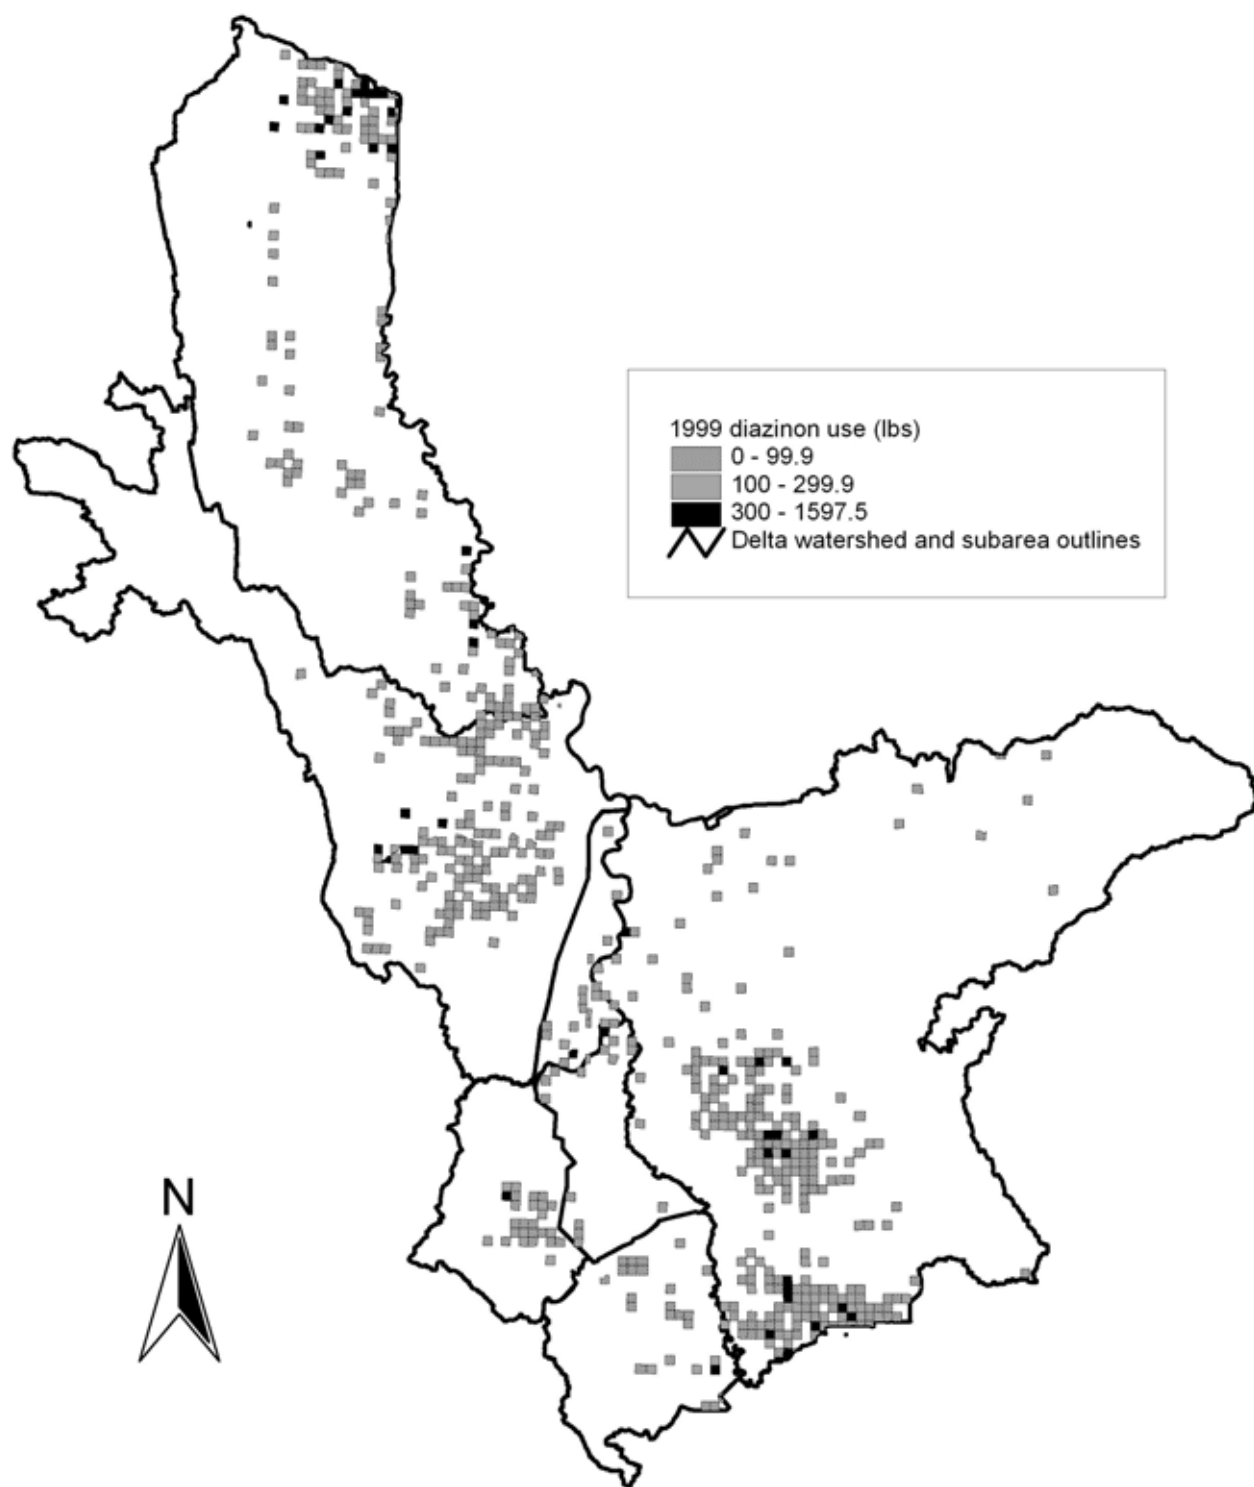 1999 diazinon use (lbs)
0 - 99.9
100 - 299.9
300 - 1597.5
Delta watershed and subarea outlines
N